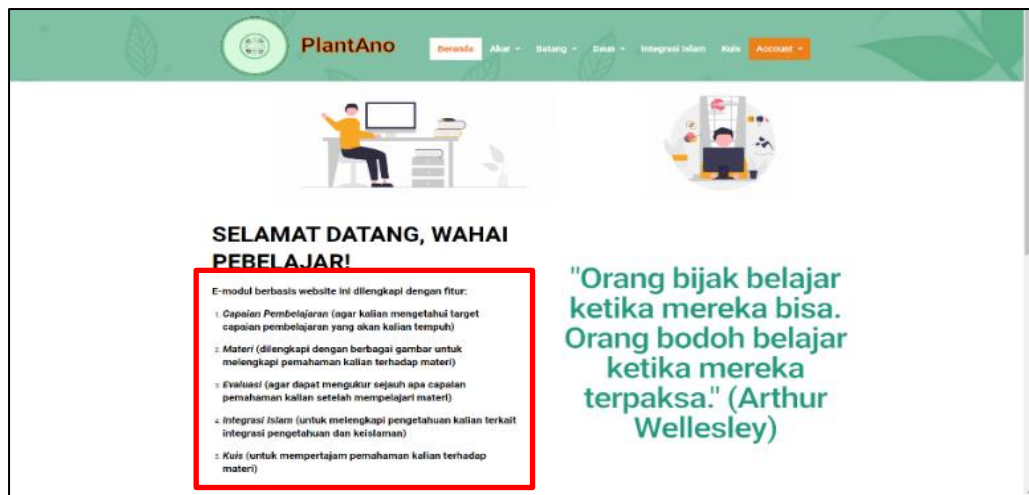 PlantAno
Beranda Akar Batang Daun Integrasi Islam Kuis Account
SELAMAT DATANG, WAHAI
PEBELAJAR!
E-modul berbasis website ini dilengkapi dengan fitur:
1. Capaian Pembelajaran (agar kalian mengetahui target
capaian pembelajaran yang akan kalian tempuh)
2. Materi (dilengkapi dengan berbagai gambar untuk
melengkapi pemahaman kalian terhadap materi)
3. Evaluasi (agar dapat mengukur sejauh apa capaian
pemahaman kalian setelah mempelajari materi)
4. Integrasi Islam (untuk melengkapi pengetahuan kalian terkait
integrasi pengetahuan dan keislaman)
5. Kuis (untuk mempertajam pemahaman kalian terhadap
materi)
"Orang bijak belajar
ketika mereka bisa.
Orang bodoh belajar
ketika mereka
terpaksa." (Arthur
Wellesley)